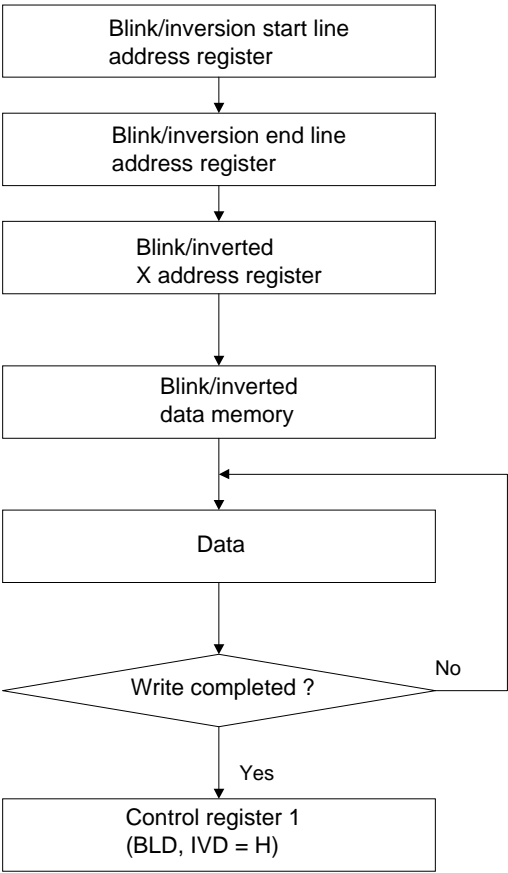 Blink/inversion start line
address register
Blink/inversion end line
address register
Blink/inverted
X address register
Blink/inverted
data memory
Data
Write completed ?
No
Yes
Control register 1
(BLD, IVD = H)